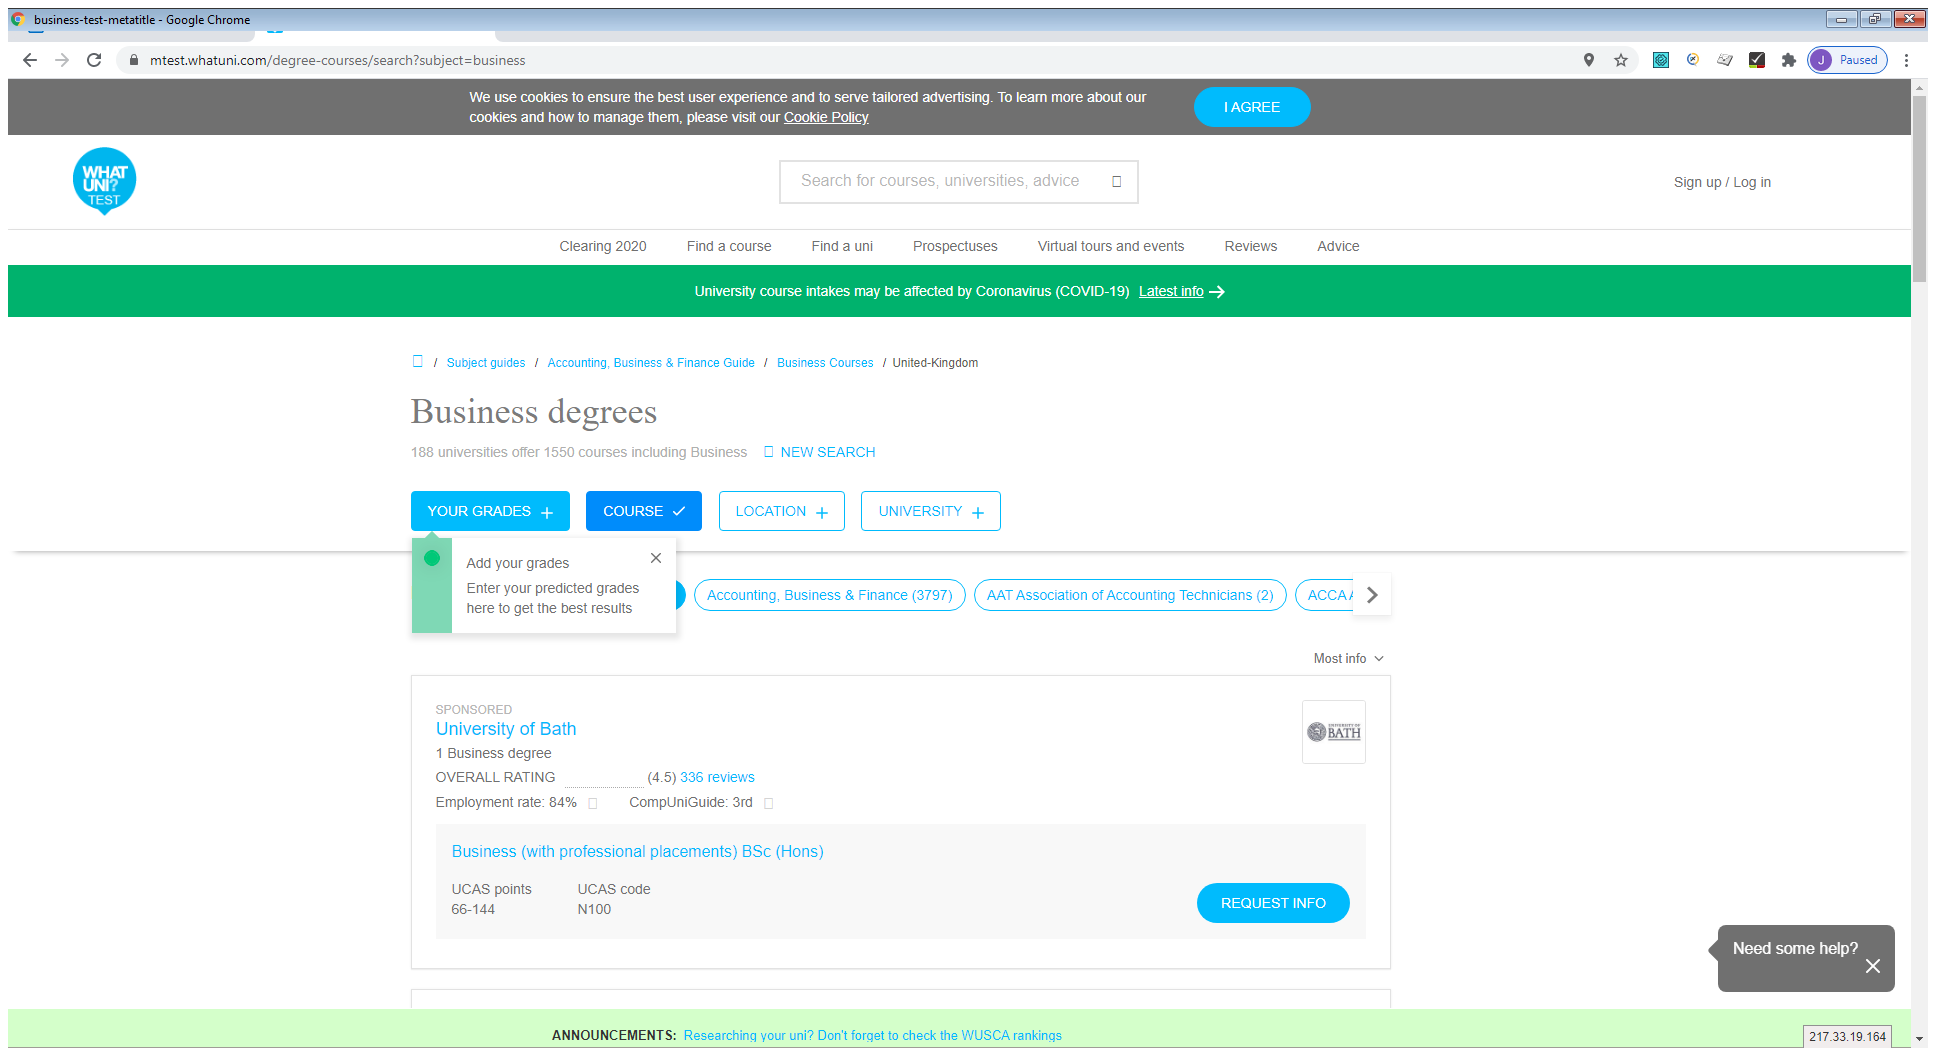 business-test-metatitle - Google Chrome
mtest.whatuni.com/degree-courses/search?subject=business
J Paused
We use cookies to ensure the best user experience and to serve tailored advertising. To learn more about our
cookies and how to manage them, please visit our Cookie Policy
I AGREE
WHAT
UNI?
TEST
Search for courses, universities, advice
Sign up / Log in
Clearing 2020 Find a course Find a uni Prospectuses Virtual tours and events Reviews Advice
University course intakes may be affected by Coronavirus (COVID-19) Latest info
/ Subject guides / Accounting, Business & Finance Guide / Business Courses / United-Kingdom
Business degrees
188 universities offer 1550 courses including Business NEW SEARCH
YOUR GRADES + COURSE LOCATION + UNIVERSITY +
Add your grades
Enter your predicted grades
here to get the best results
Accounting, Business & Finance (3797) AAT Association of Accounting Technicians (2) ACCA
Most info
SPONSORED
University of Bath
UNIVERSITY OF
BATH
1 Business degree
OVERALL RATING (4.5) 336 reviews
Employment rate: 84% CompUniGuide: 3rd
Business (with professional placements) BSc (Hons)
UCAS points UCAS code
66-144 N100
REQUEST INFO
Need some help?
ANNOUNCEMENTS: Researching your uni? Don't forget to check the WUSCA rankings
217.33.19.164